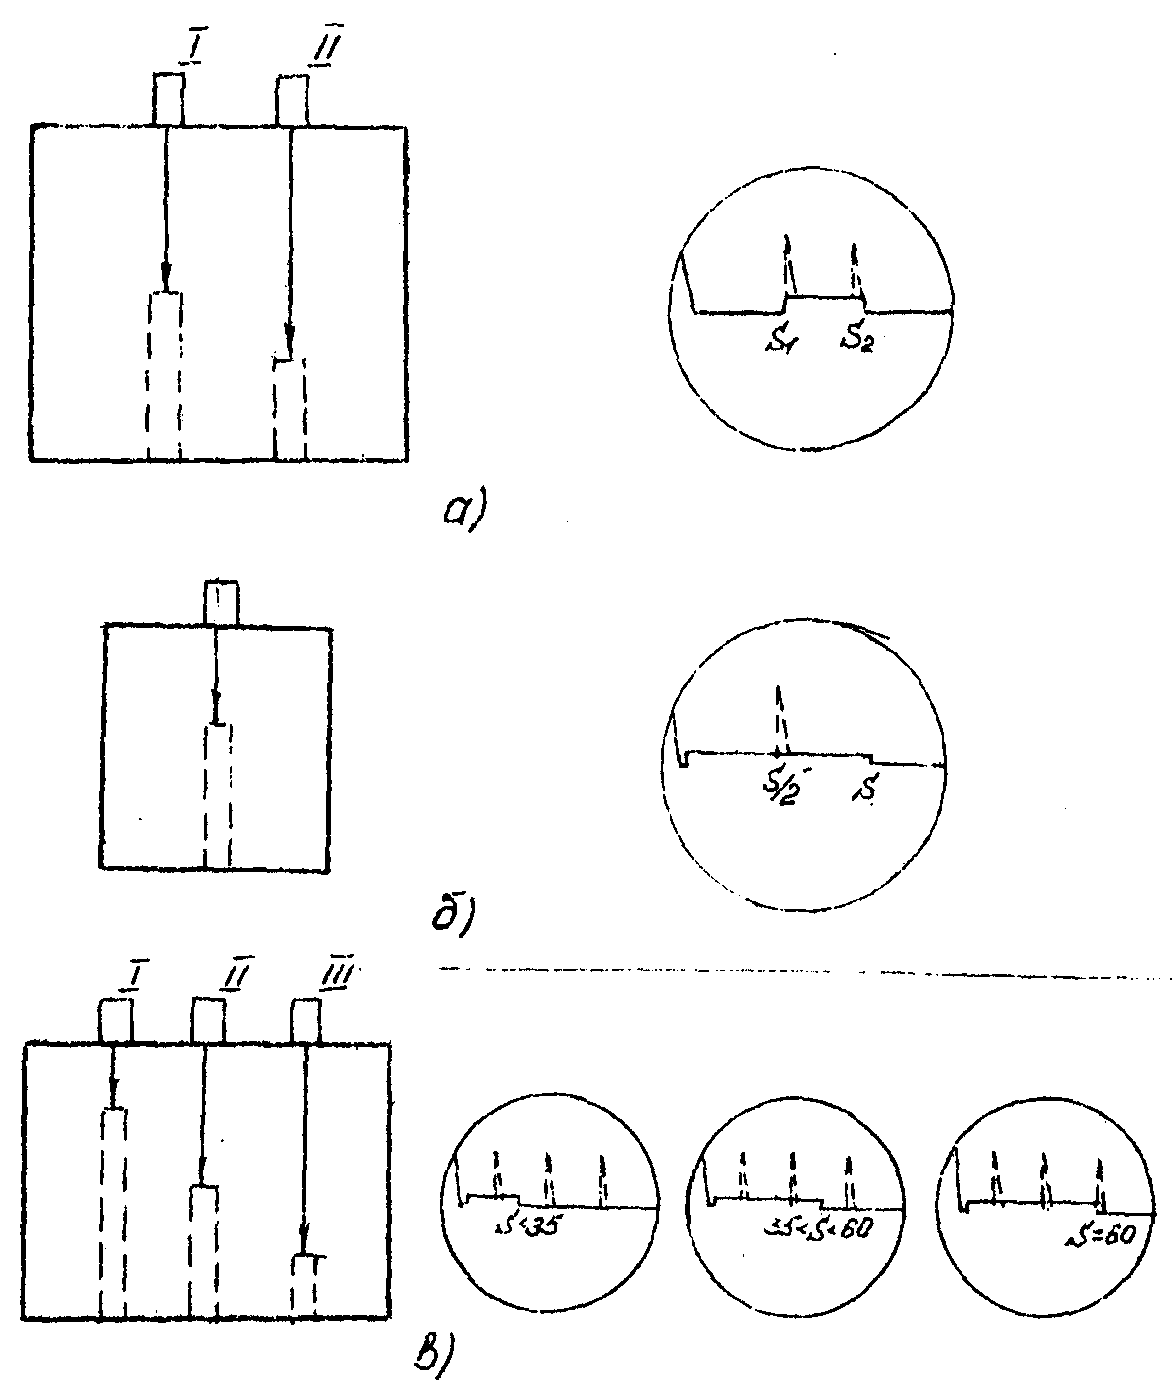 I II
S₁ S₂
а)
S/2 S
б)
I II III
S<35 35<S<60 S=60
в)